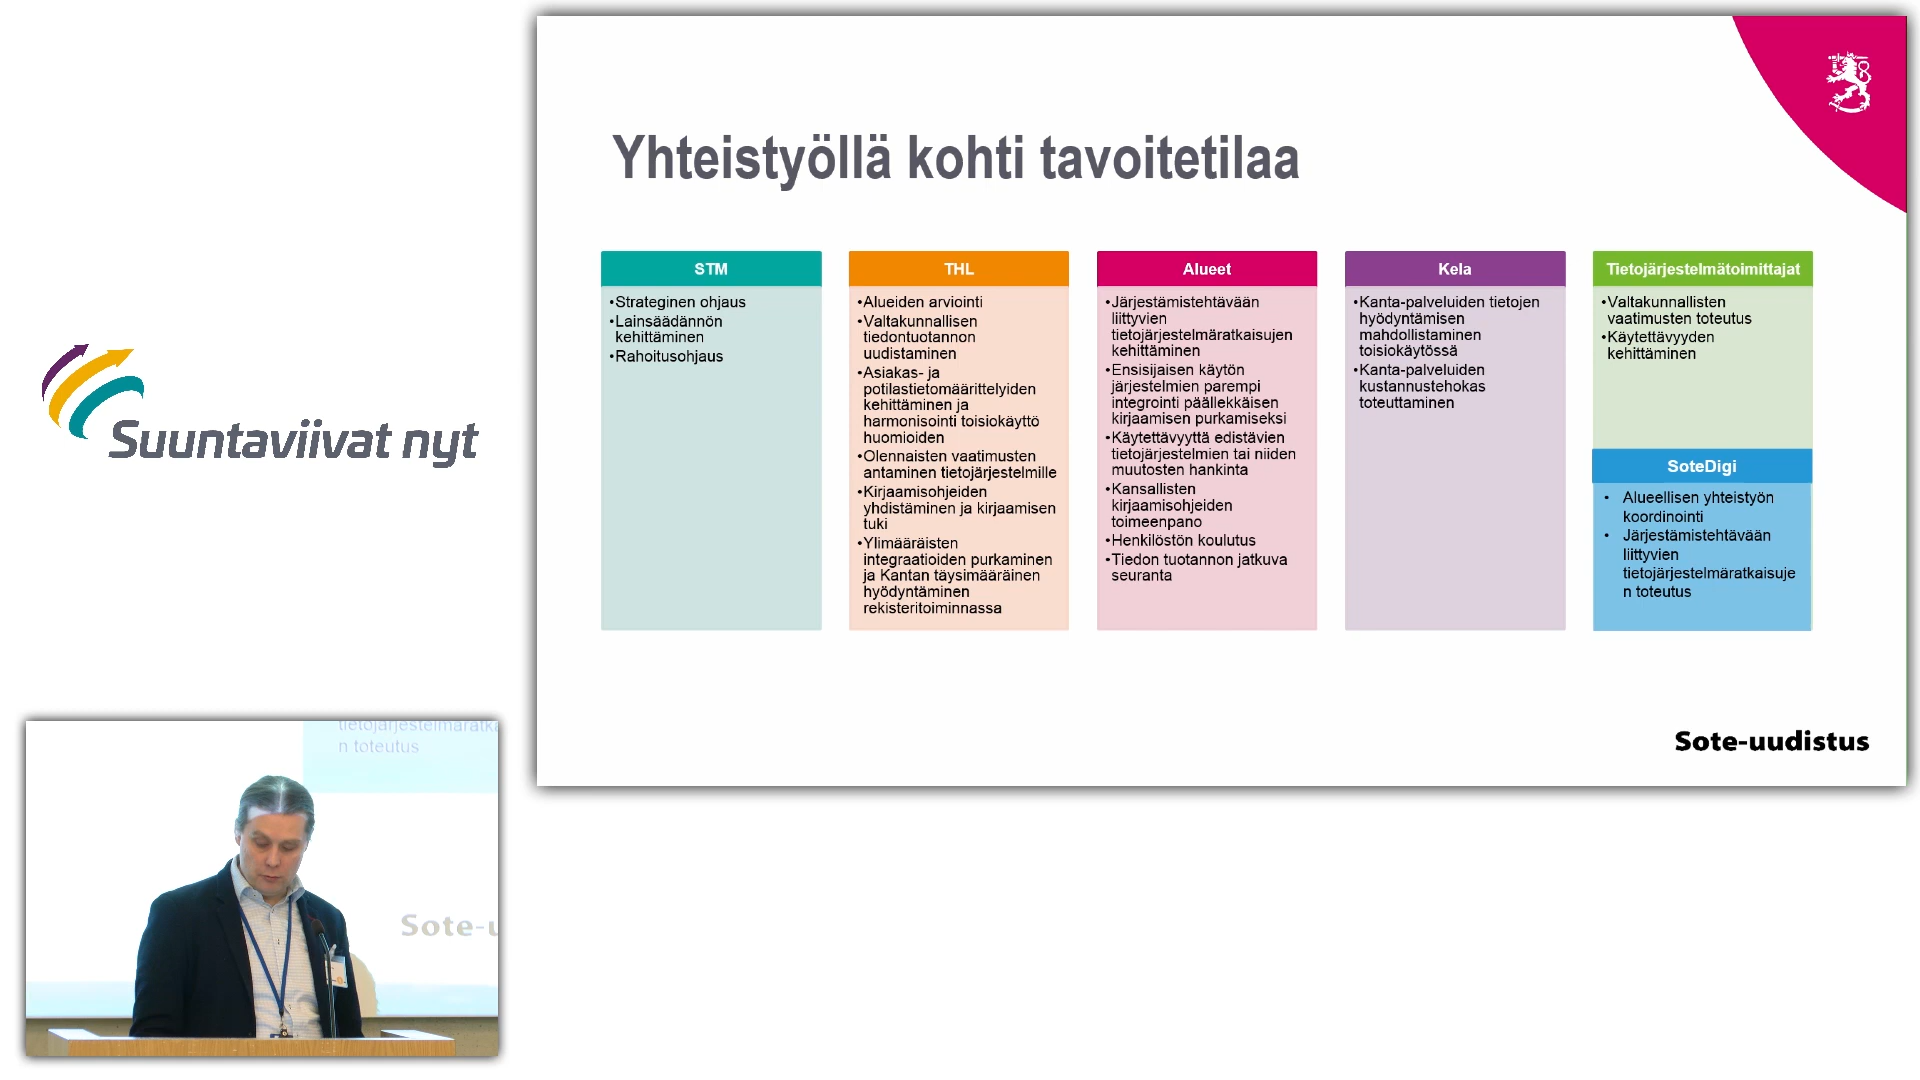 Yhteistyöllä kohti tavoitetilaa
STM
•Strateginen ohjaus
•Lainsäädännön
kehittäminen
•Rahoitusohjaus
THL
•Alueiden arviointi
•Valtakunnallisen
tiedontuotannon
uudistaminen
•Asiakas- ja
potilastietomäärittelyiden
kehittäminen ja
harmonisointi toisiokäyttö
huomioiden
•Olennaisten vaatimusten
antaminen tietojärjestelmille
•Kirjaamisohjeiden
yhdistäminen ja kirjaamisen
tuki
•Ylimääräisten
integraatioiden purkaminen
ja Kantan täysimääräinen
hyödyntäminen
rekisteritoiminnassa
Alueet
•Järjestämistehtävään
liittyvien
tietojärjestelmäratkaisujen
kehittäminen
•Ensisijaisen käytön
järjestelmien parempi
integrointi päällekkäisen
kirjaamisen purkamiseksi
•Käytettävyyttä edistävien
tietojärjestelmien tai niiden
muutosten hankinta
•Kansallisten
kirjaamisohjeiden
toimeenpano
•Henkilöstön koulutus
•Tiedon tuotannon jatkuva
seuranta
Kela
•Kanta-palveluiden tietojen
hyödyntämisen
mahdollistaminen
toisiokäytössä
•Kanta-palveluiden
kustannustehokas
toteuttaminen
Tietojärjestelmätoimittajat
•Valtakunnallisten
vaatimusten toteutus
•Käytettävyyden
kehittäminen
SoteDigi
• Alueellisen yhteistyön
koordinointi
• Järjestämistehtävään
liittyvien
tietojärjestelmäratkaisuje
n toteutus
Sote-uudistus
Suuntaviivat nyt
tietojärjestelmäratka
n toteutus
Sote-u